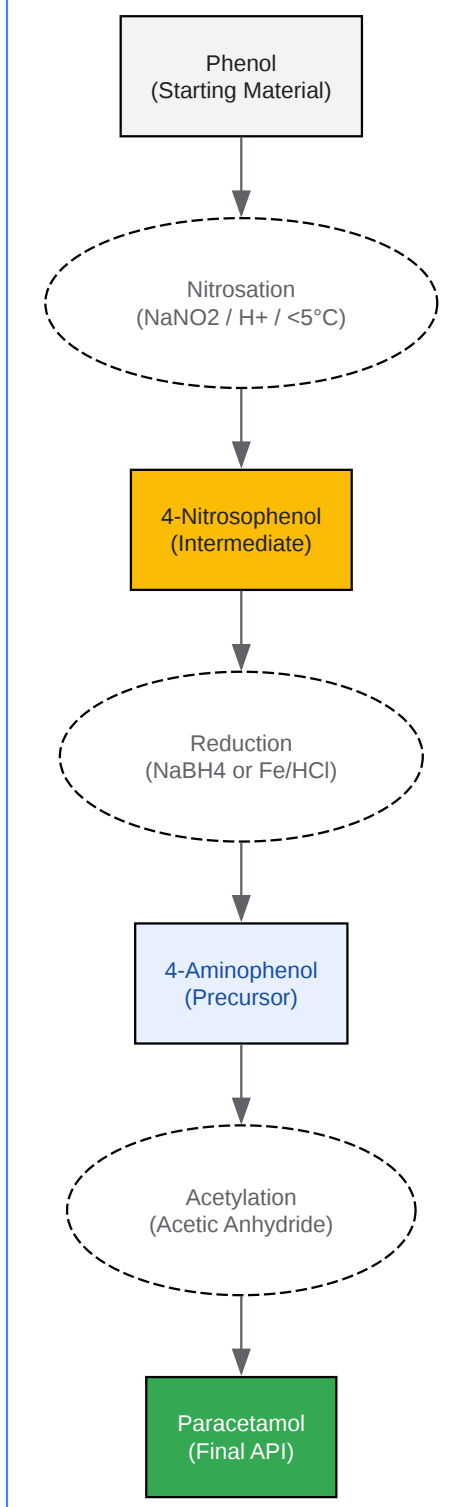 Phenol
(Starting Material)
Nitrosation
(NaNO2 / H+ / <5°C)
4-Nitrosophenol
(Intermediate)
Reduction
(NaBH4 or Fe/HCl)
4-Aminophenol
(Precursor)
Acetylation
(Acetic Anhydride)
Paracetamol
(Final API)